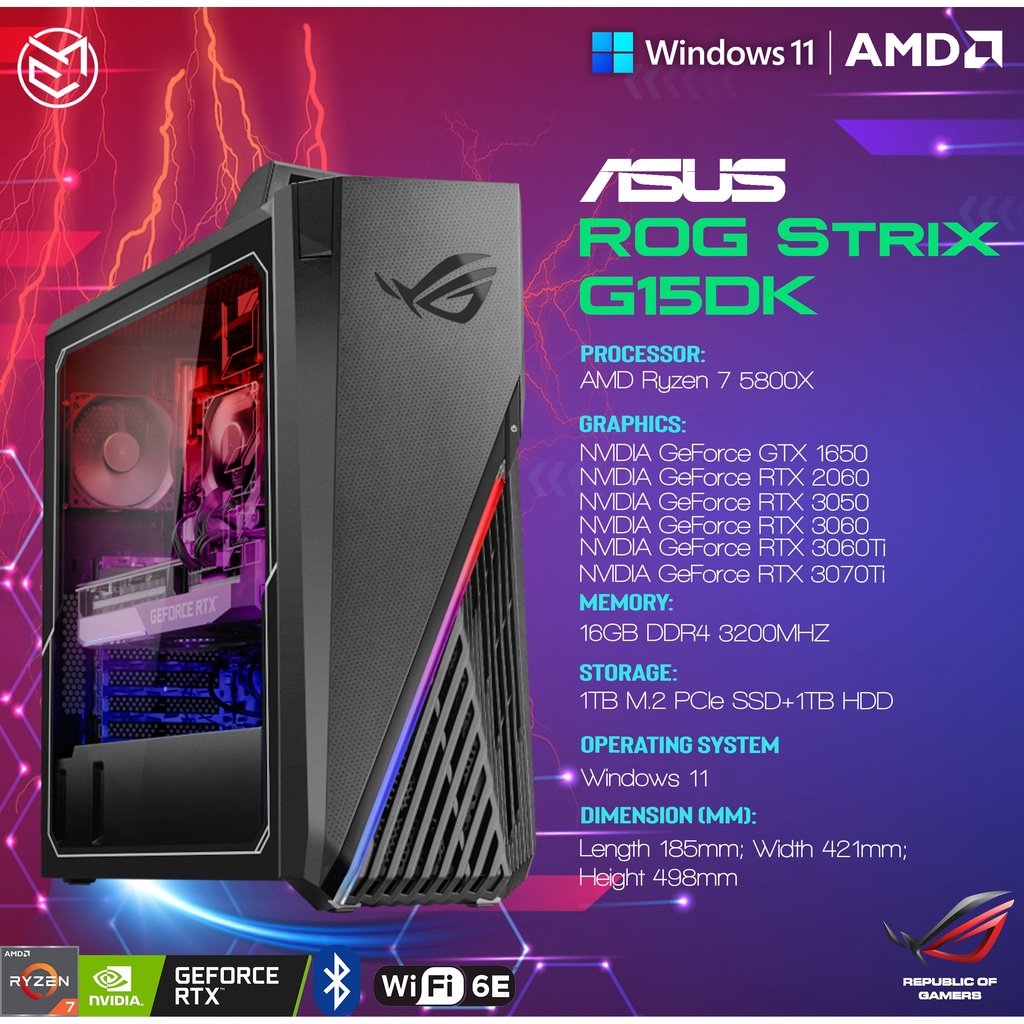 Windows 11 | AMD
ASUS
ROG STRIX
G15DK
PROCESSOR:
AMD Ryzen 7 5800X
GRAPHICS:
NVIDIA GeForce GTX 1650
NVIDIA GeForce RTX 2060
NVIDIA GeForce RTX 3050
NVIDIA GeForce RTX 3060
NVIDIA GeForce RTX 3060Ti
NVIDIA GeForce RTX 3070Ti
MEMORY:
16GB DDR4 3200MHZ
STORAGE:
1TB M.2 PCIe SSD+1TB HDD
OPERATING SYSTEM
Windows 11
DIMENSION (MM):
Length 185mm; Width 421mm;
Height 498mm
GEFORCE RTX
AMD
RYZEN
7
NVIDIA.
GEFORCE
RTX™
WiFi 6E
REPUBLIC OF
GAMERS